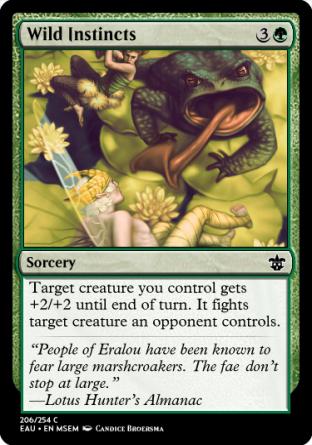 Wild Instincts 3
Sorcery
Target creature you control gets
+2/+2 until end of turn. It fights
target creature an opponent controls.
“People of Eralou have been known to
fear large marshcroakers. The fae don’t
stop at large.”
—Lotus Hunter’s Almanac
206/254 C
EAU • EN MSEM Candice Broersma